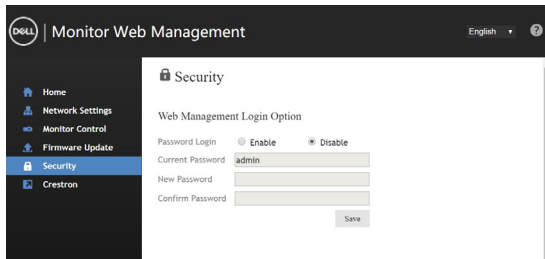 DELL | Monitor Web Management
English
?
Home
Network Settings
Monitor Control
Firmware Update
Security
Crestron
Security
Web Management Login Option
Password Login Enable Disable
Current Password admin
New Password
Confirm Password
Save